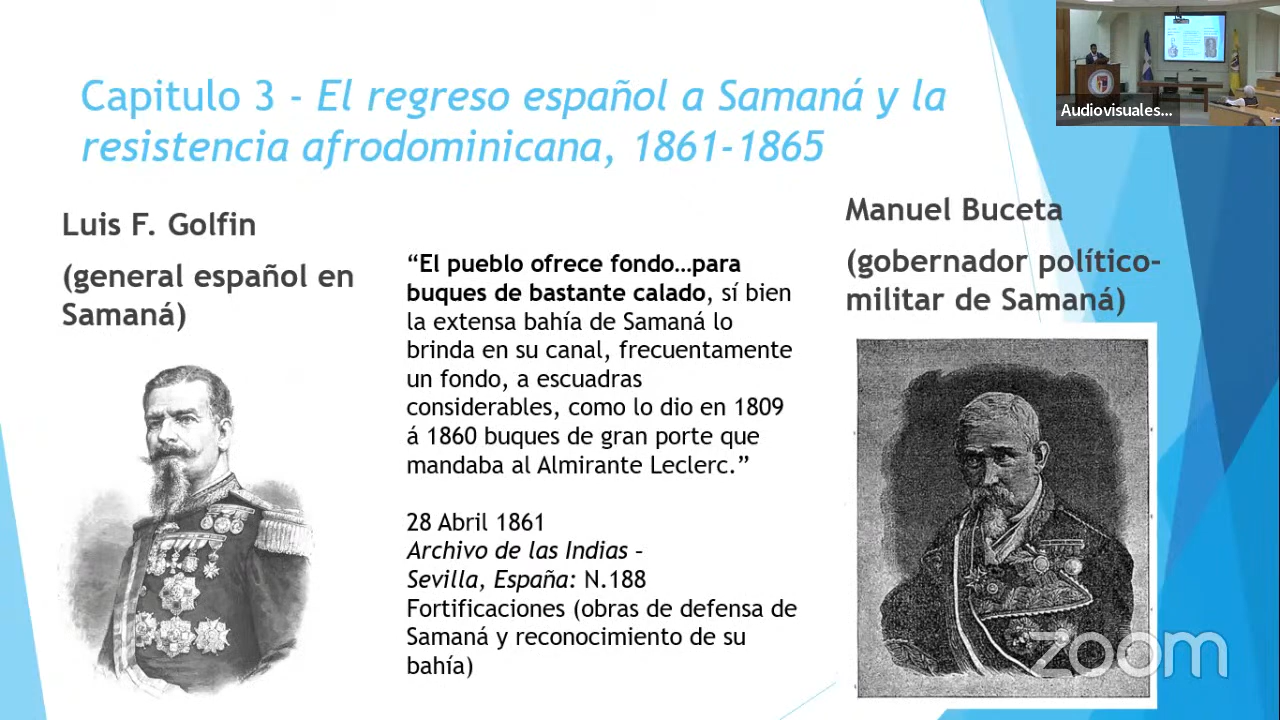 Capitulo 3 - El regreso español a Samaná y la
resistencia afrodominicana, 1861-1865
Audiovisuales...
Luis F. Golfin
(general español en
Samaná)
“El pueblo ofrece fondo…para
buques de bastante calado, sí bien
la extensa bahía de Samaná lo
brinda en su canal, frecuentamente
un fondo, a escuadras
considerables, como lo dio en 1809
á 1860 buques de gran porte que
mandaba al Almirante Leclerc.”
28 Abril 1861
Archivo de las Indias –
Sevilla, España: N.188
Fortificaciones (obras de defensa de
Samaná y reconocimiento de su
bahía)
Manuel Buceta
(gobernador político-
militar de Samaná)
zoom